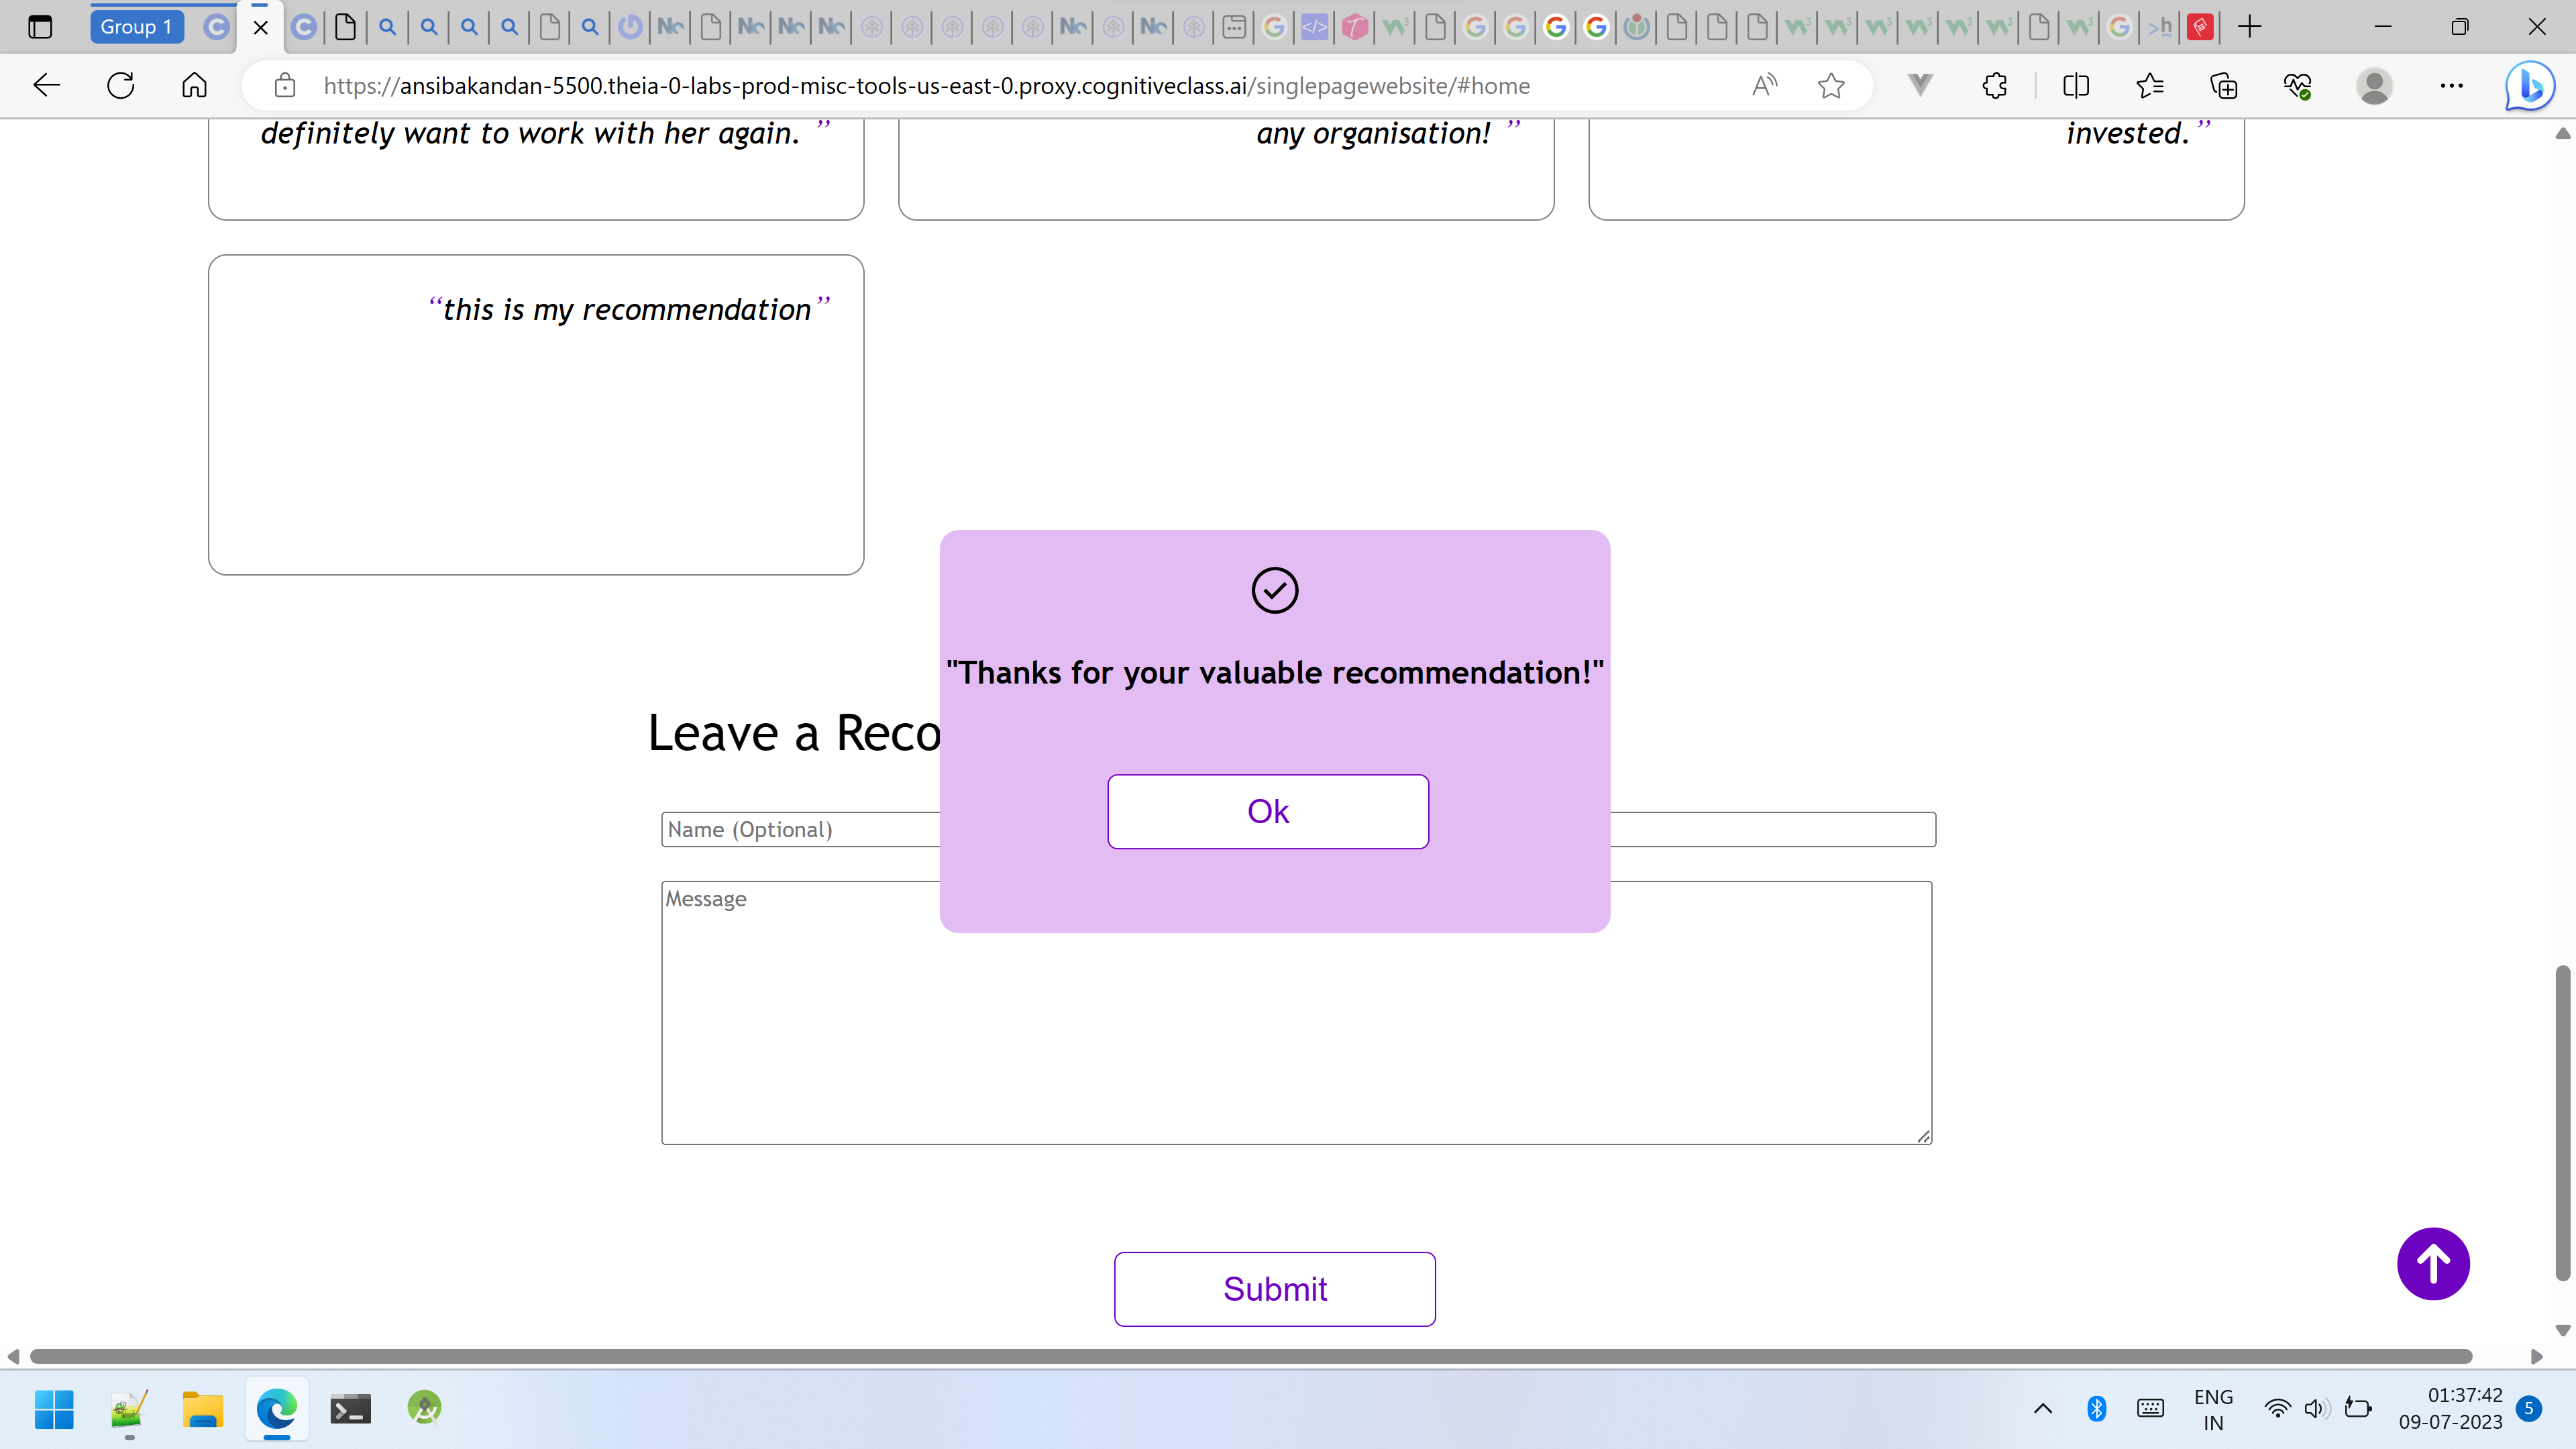 Group 1
https://ansibakandan-5500.theia-0-labs-prod-misc-tools-us-east-0.proxy.cognitiveclass.ai/singlepagewebsite/#home
definitely want to work with her again. ”
any organisation! ”
invested.”
“this is my recommendation”
"Thanks for your valuable recommendation!"
Leave a Reco
Ok
Name (Optional)
Message
Submit
ENG
IN
01:37:42
09-07-2023
5